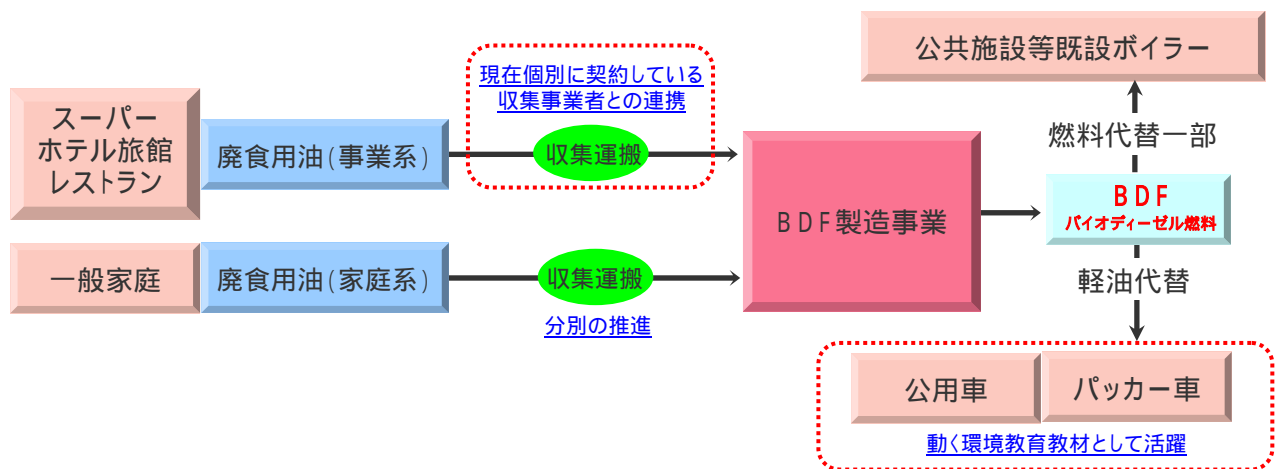 現在個別に契約している
収集事業者との連携
スーパー
ホテル旅館
レストラン
廃食用油(事業系)
収集運搬
一般家庭
廃食用油(家庭系)
収集運搬
分別の推進
BDF製造事業
公共施設等既設ボイラー
燃料代替一部
BDF
バイオディーゼル燃料
軽油代替
公用車
パッカー車
動く環境教育教材として活躍